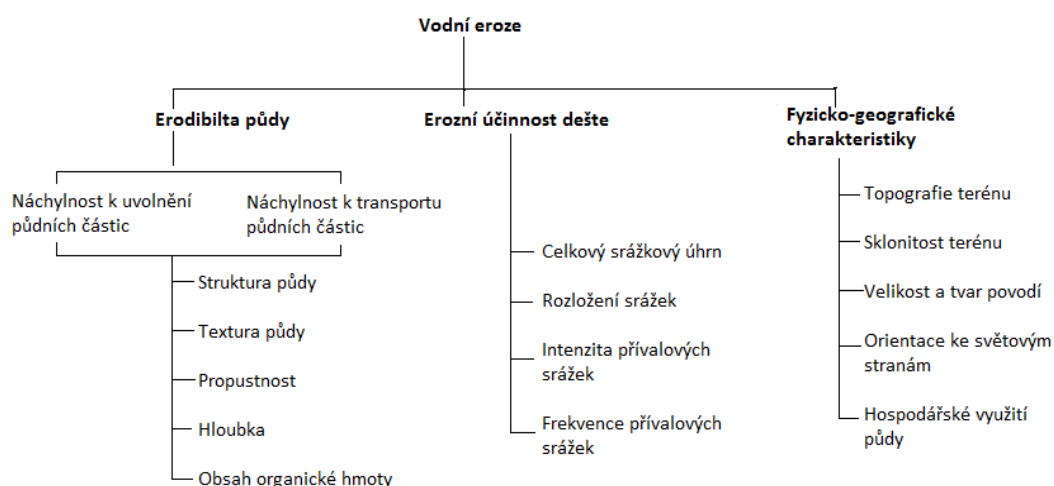 Vodní eroze
Erodibilta půdy
Náchylnost k uvolnění
půdních částic
Náchylnost k transportu
půdních částic
Struktura půdy
Textura půdy
Propustnost
Hloubka
Obsah organické hmoty
Erozní účinnost dešte
Celkový srážkový úhrn
Rozložení srážek
Intenzita přívalových
srážek
Frekvence přívalových
srážek
Fyzicko-geografické
charakteristiky
Topografie terénu
Sklonitost terénu
Velikost a tvar povodí
Orientace ke světovým
stranám
Hospodářské využití
půdy